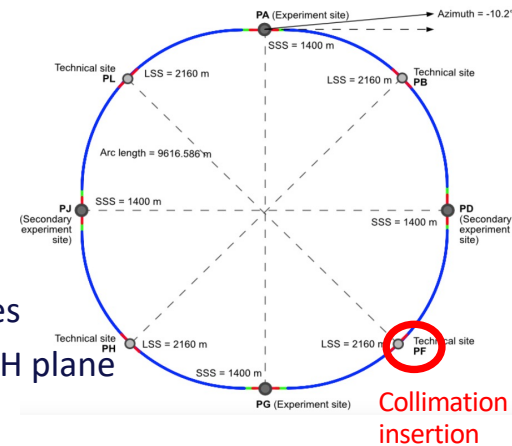 PA (Experiment site)
Azimuth = -10.2°
SSS = 1400 m
Technical site
PL
LSS = 2160 m
LSS = 2160 m
Technical site
PB
Arc length = 9616.586 m
PJ
(Secondary
experiment
site)
SSS = 1400 m
SSS = 1400 m
PD
(Secondary
experiment
site)
es
Technical site
PH
LSS = 2160 m
LSS = 2160 m
Technical site
PF
H plane
SSS = 1400 m
PG (Experiment site)
Collimation
insertion